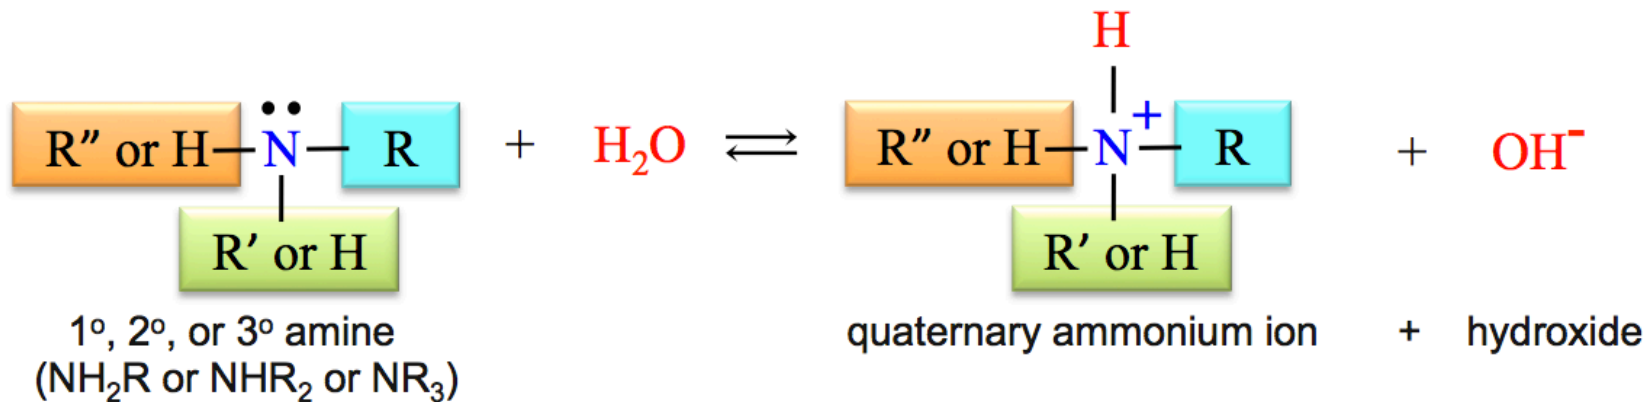 H
R″ or H–N̈–R + H₂O ⇌ R″ or H–N⁺–R + OH⁻
R′ or H R′ or H
1º, 2º, or 3º amine quaternary ammonium ion + hydroxide
(NH₂R or NHR₂ or NR₃)